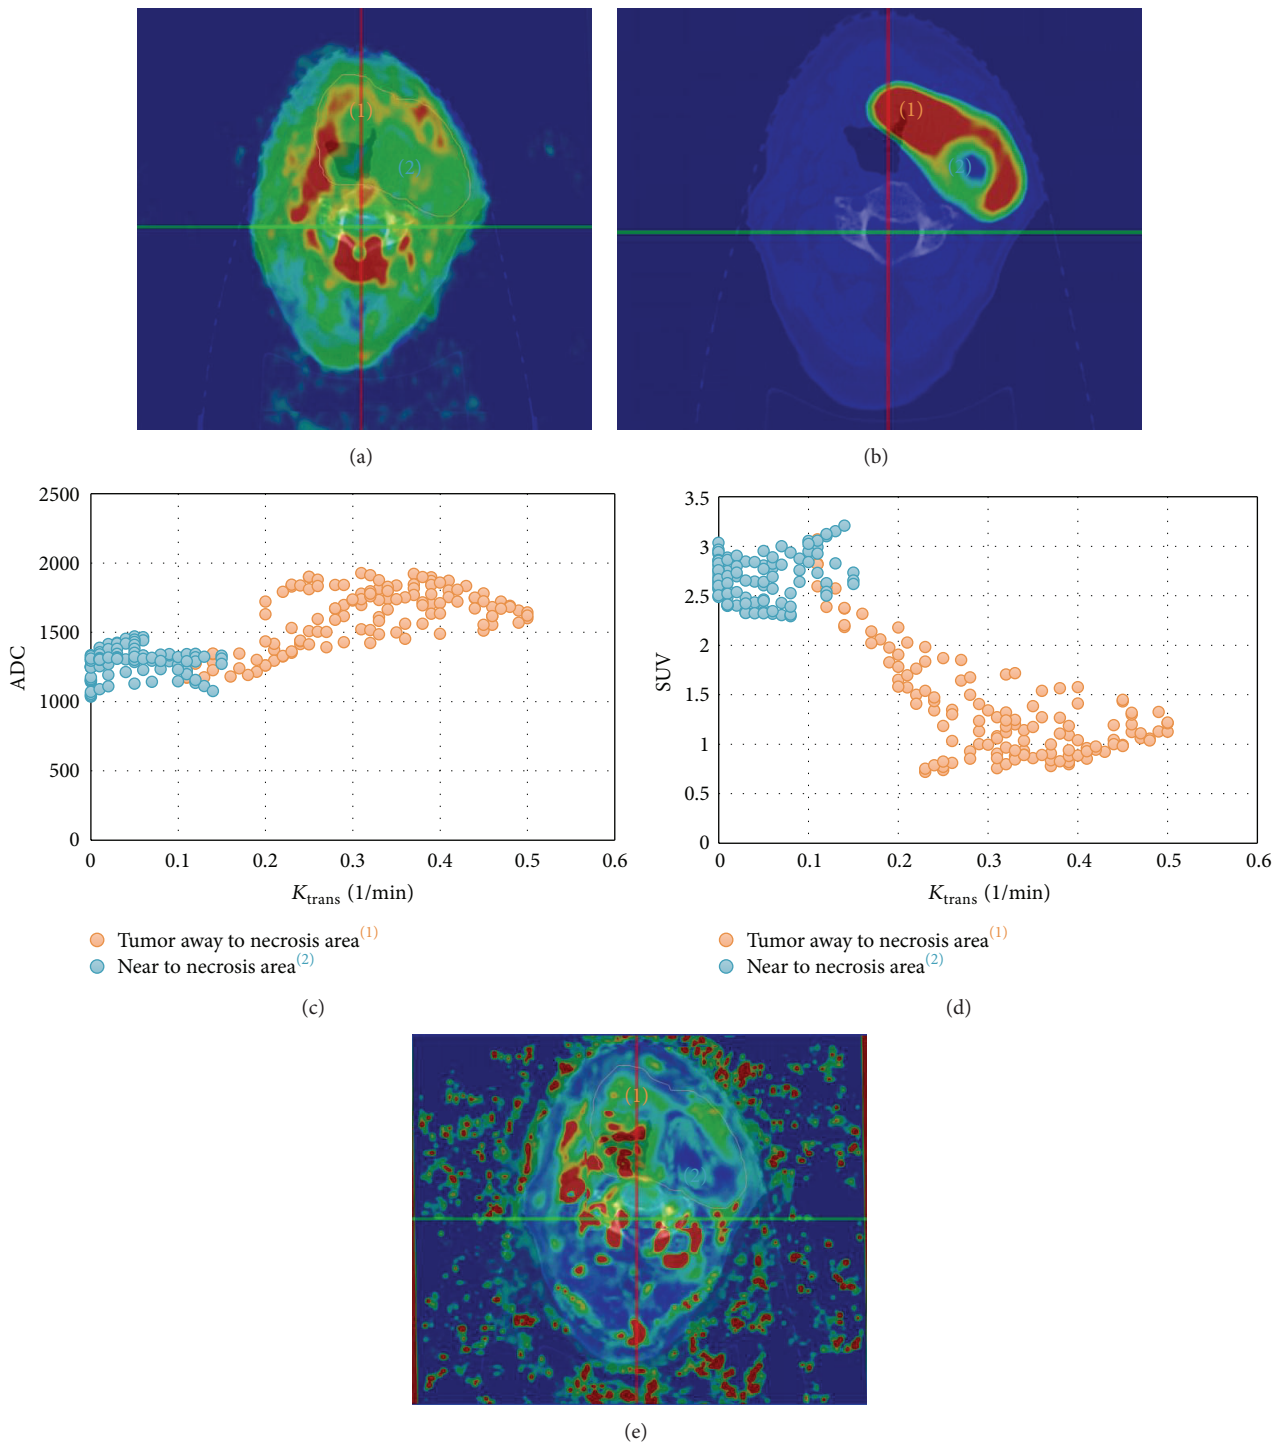 (1)
(2)
(1)
(2)
(a)
(b)
2500
2000
1500
1000
500
0
ADC
0 0.1 0.2 0.3 0.4 0.5 0.6
K_trans (1/min)
Tumor away to necrosis area(1)
Near to necrosis area(2)
(c)
3.5
3
2.5
2
1.5
1
0.5
0
SUV
0 0.1 0.2 0.3 0.4 0.5 0.6
K_trans (1/min)
Tumor away to necrosis area(1)
Near to necrosis area(2)
(d)
(1)
(2)
(e)